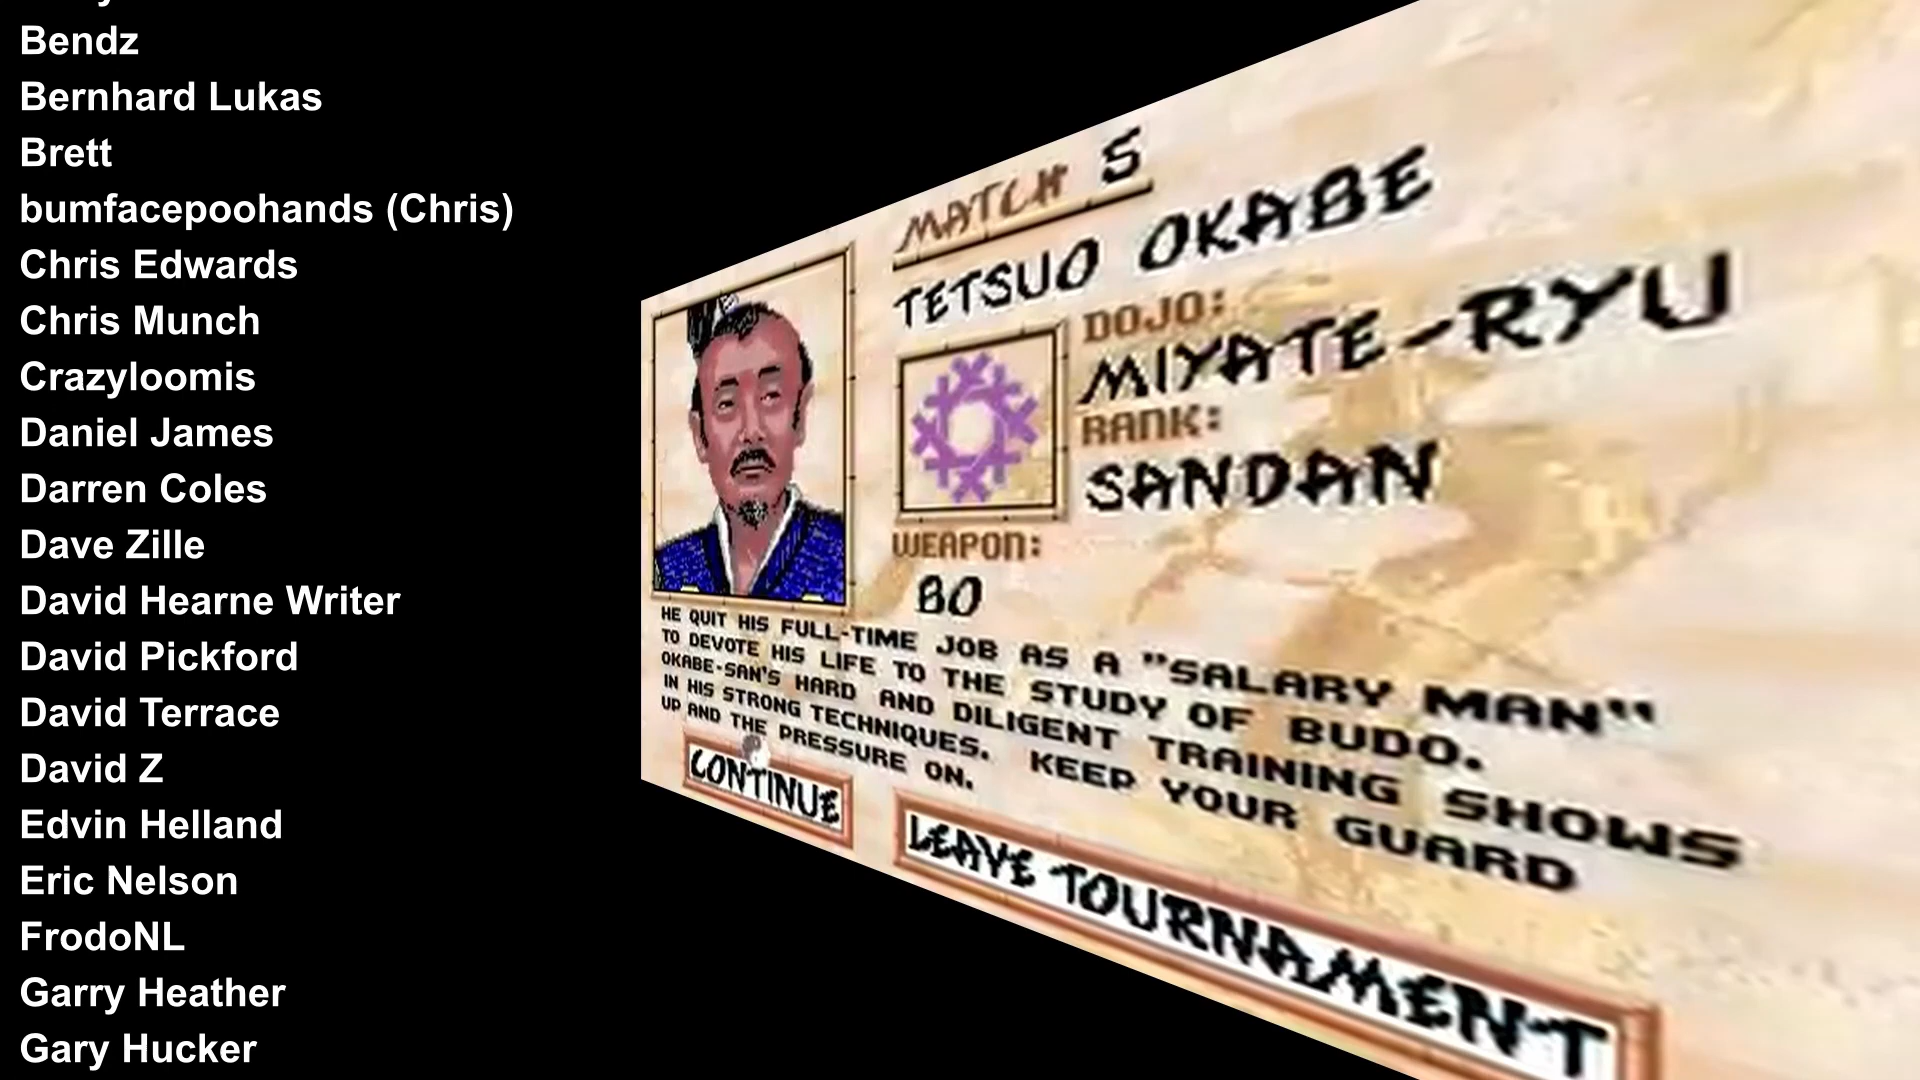 Bendz
Bernhard Lukas
Brett
bumfacepoohands (Chris)
Chris Edwards
Chris Munch
Crazyloomis
Daniel James
Darren Coles
Dave Zille
David Hearne Writer
David Pickford
David Terrace
David Z
Edvin Helland
Eric Nelson
FrodoNL
Garry Heather
Gary Hucker
MATCH 5
TETSUO OKABE
DOJO:
MIYATE-RYU
RANK:
SANDAN
WEAPON:
BO
HE QUIT HIS FULL-TIME JOB AS A "SALARY MAN"
TO DEVOTE HIS LIFE TO THE STUDY OF BUDO.
OKABE-SAN'S HARD AND DILIGENT TRAINING SHOWS
IN HIS STRONG TECHNIQUES. KEEP YOUR GUARD
UP AND THE PRESSURE ON.
CONTINUE
LEAVE TOURNAMENT